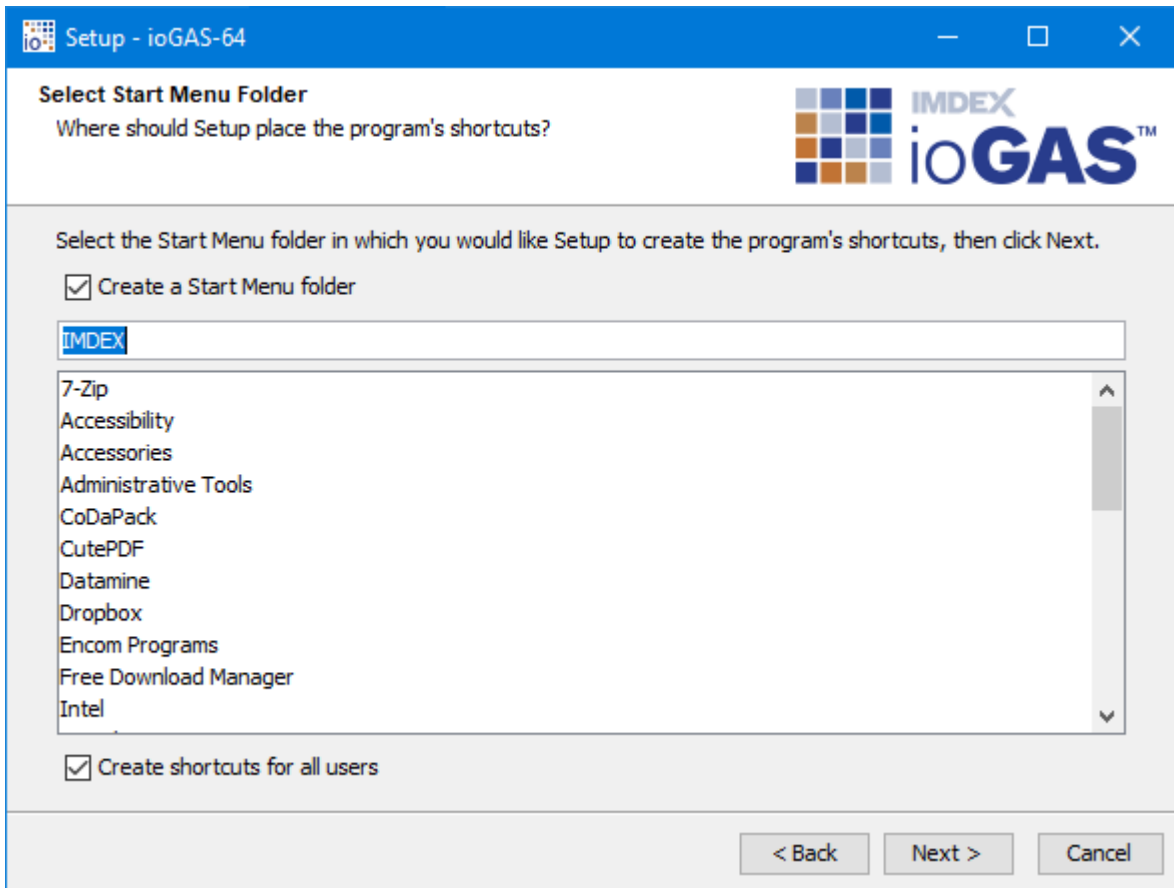 Setup - ioGAS-64
Select Start Menu Folder
Where should Setup place the program's shortcuts?
IMDEX
ioGAS™
Select the Start Menu folder in which you would like Setup to create the program's shortcuts, then click Next.
Create a Start Menu folder
IMDEX
7-Zip
Accessibility
Accessories
Administrative Tools
CoDaPack
CutePDF
Datamine
Dropbox
Encom Programs
Free Download Manager
Intel
Create shortcuts for all users
< Back Next > Cancel